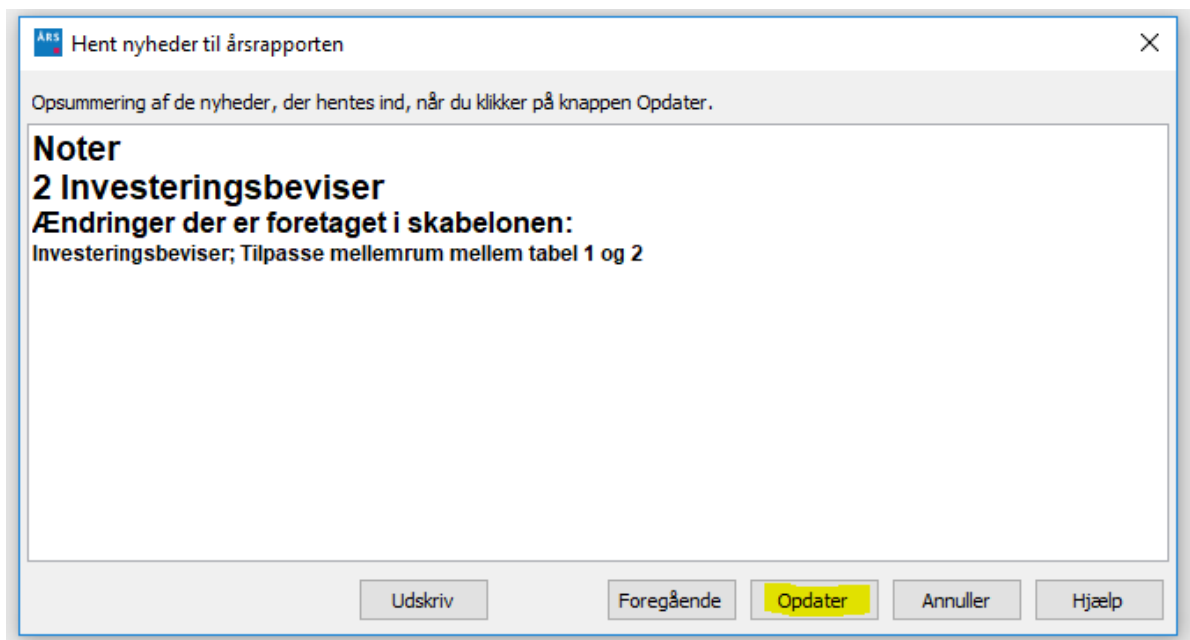 ÅRS Hent nyheder til årsrapporten
Opsummering af de nyheder, der hentes ind, når du klikker på knappen Opdater.
Noter
2 Investeringsbeviser
Ændringer der er foretaget i skabelonen:
Investeringsbeviser; Tilpasse mellemrum mellem tabel 1 og 2
Udskriv Foregående Opdater Annuller Hjælp